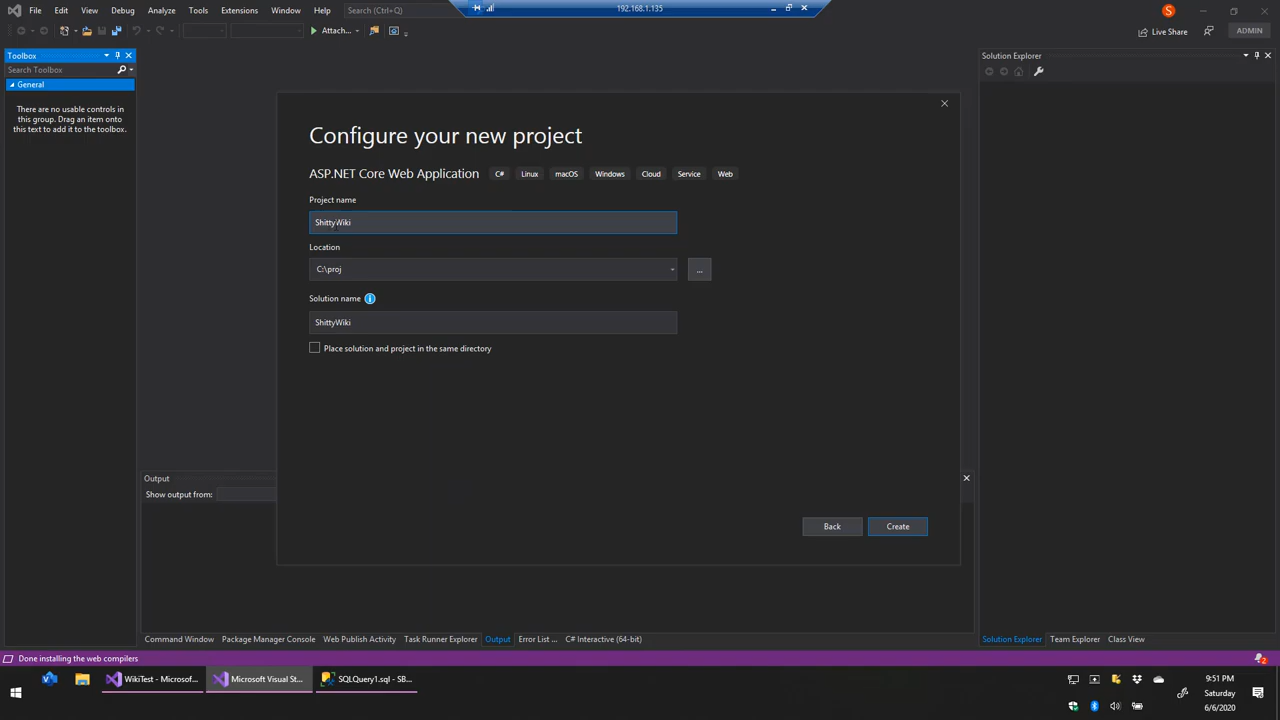 192.168.1.135
File Edit View Debug Analyze Tools Extensions Window Help Search (Ctrl+Q)
S
Attach... Live Share ADMIN
Toolbox
Solution Explorer
Search Toolbox
General
There are no usable controls in
this group. Drag an item onto
this text to add it to the toolbox.
Configure your new project
ASP.NET Core Web Application C# Linux macOS Windows Cloud Service Web
Project name
ShittyWiki
Location
C:\proj
...
Solution name i
ShittyWiki
Place solution and project in the same directory
Back Create
Output
Show output from:
Command Window Package Manager Console Web Publish Activity Task Runner Explorer Output Error List ... C# Interactive (64-bit)
Solution Explorer Team Explorer Class View
Done installing the web compilers
2
WikiTest - Microsof... Microsoft Visual St... SQLQuery1.sql - SB...
9:51 PM
Saturday
6/6/2020